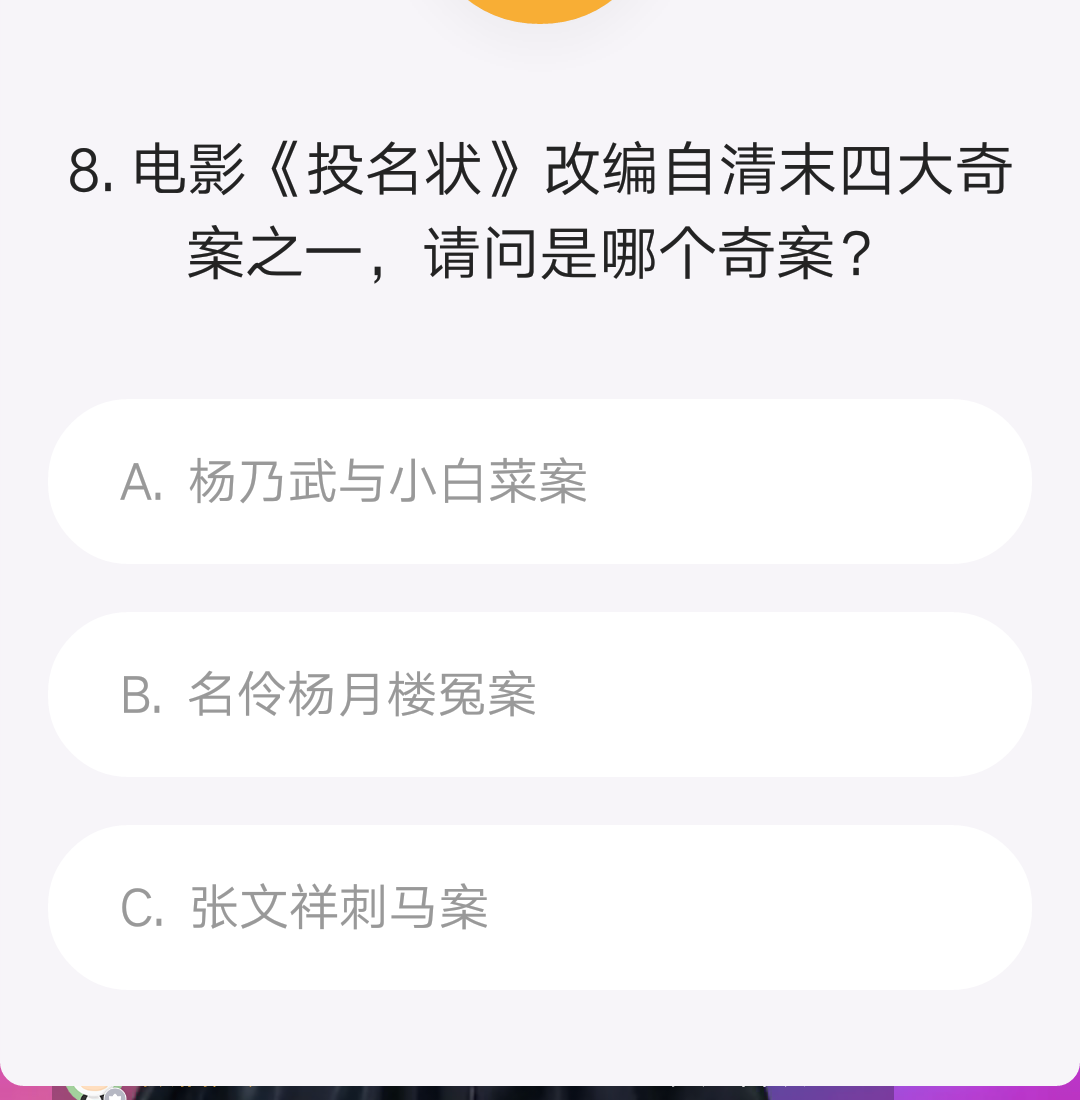 8. 电影《投名状》改编自清末四大奇
案之一，请问是哪个奇案？
A. 杨乃武与小白菜案
B. 名伶杨月楼冤案
C. 张文祥刺马案